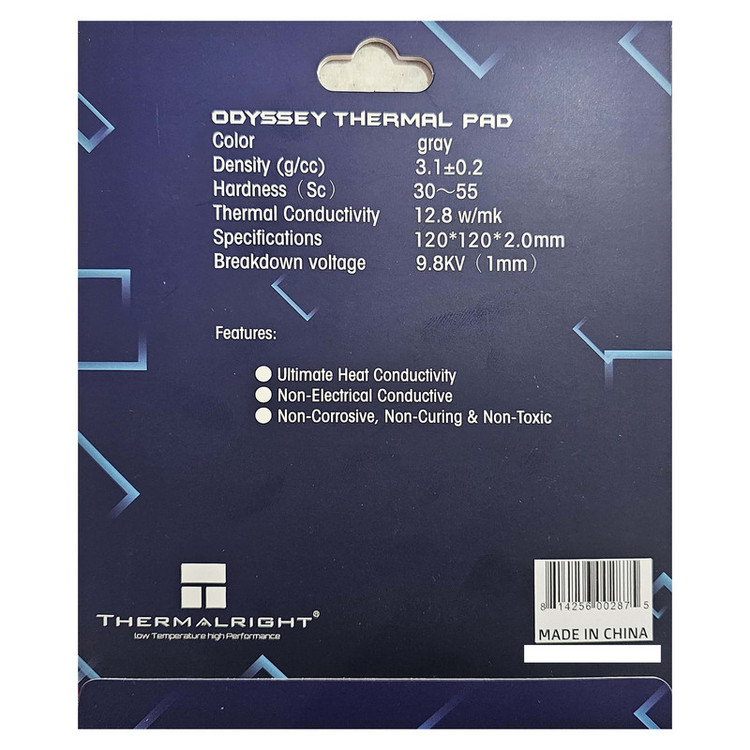 ODYSSEY THERMAL PAD
Color gray
Density (g/cc) 3.1±0.2
Hardness（Sc） 30～55
Thermal Conductivity 12.8 w/mk
Specifications 120*120*2.0mm
Breakdown voltage 9.8KV（1mm）
Features:
Ultimate Heat Conductivity
Non-Electrical Conductive
Non-Corrosive, Non-Curing & Non-Toxic
THERMALRIGHT®
low Temperature high Performance
8 14256 00287 5
MADE IN CHINA